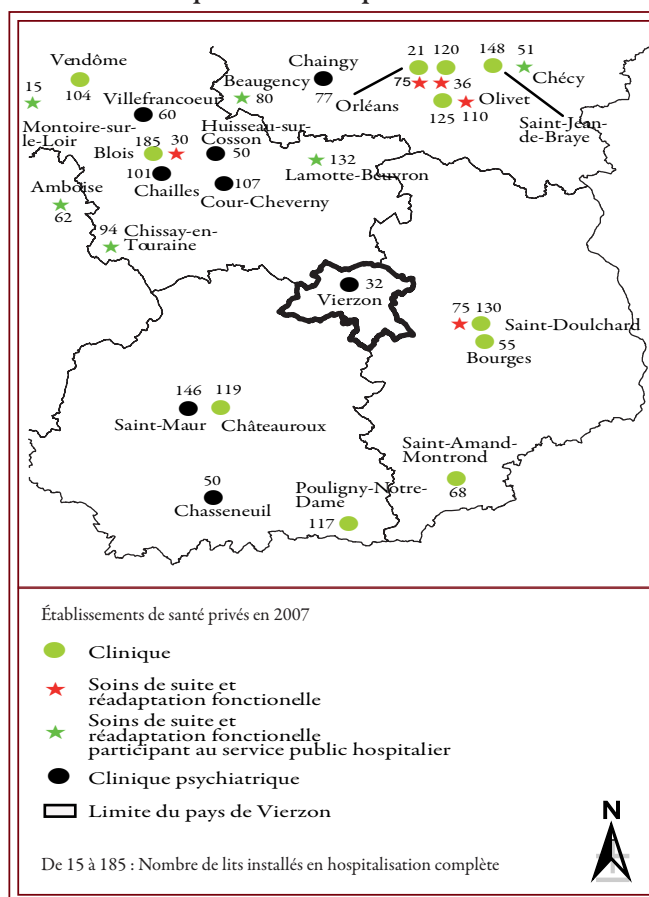 21
120
148
51
15
Vendôme
Chaingy
Chécy
75
36
Beaugency
104
Villefrancoeur
80
77
Orléans
Olivet
125
110
60
Montoire-sur-
le-Loir
Huisseau-sur-
Cosson
Saint-Jean-
de-Braye
185
30
Blois
50
132
101
Lamotte-Beuvron
Chailles
107
Amboise
Cour-Cheverny
62
94
Chissay-en-
Touraine
32
Vierzon
75
130
Saint-Doulchard
55
Bourges
146
119
Saint-Maur
Châteauroux
Saint-Amand-
Montrond
50
Pouligny-Notre-
Dame
68
Chasseneuil
117
Établissements de santé privés en 2007
Clinique
Soins de suite et
réadaptation fonctionelle
Soins de suite et
réadaptation fonctionelle
participant au service public hospitalier
Clinique psychiatrique
Limite du pays de Vierzon
N
De 15 à 185 : Nombre de lits installés en hospitalisation complète